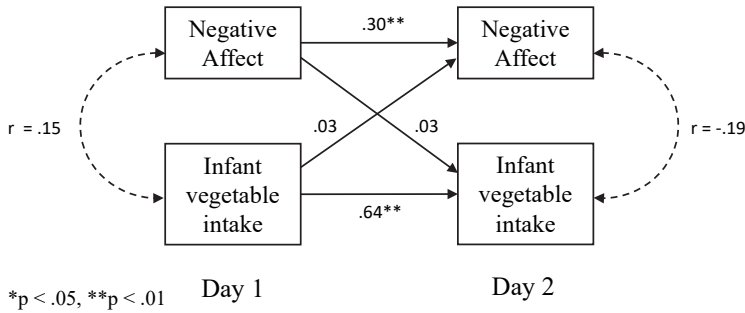 Negative
Affect
.30**
Negative
Affect
r = .15
.03
.03
r = -.19
Infant
vegetable
intake
.64**
Infant
vegetable
intake
*p < .05, **p < .01
Day 1
Day 2